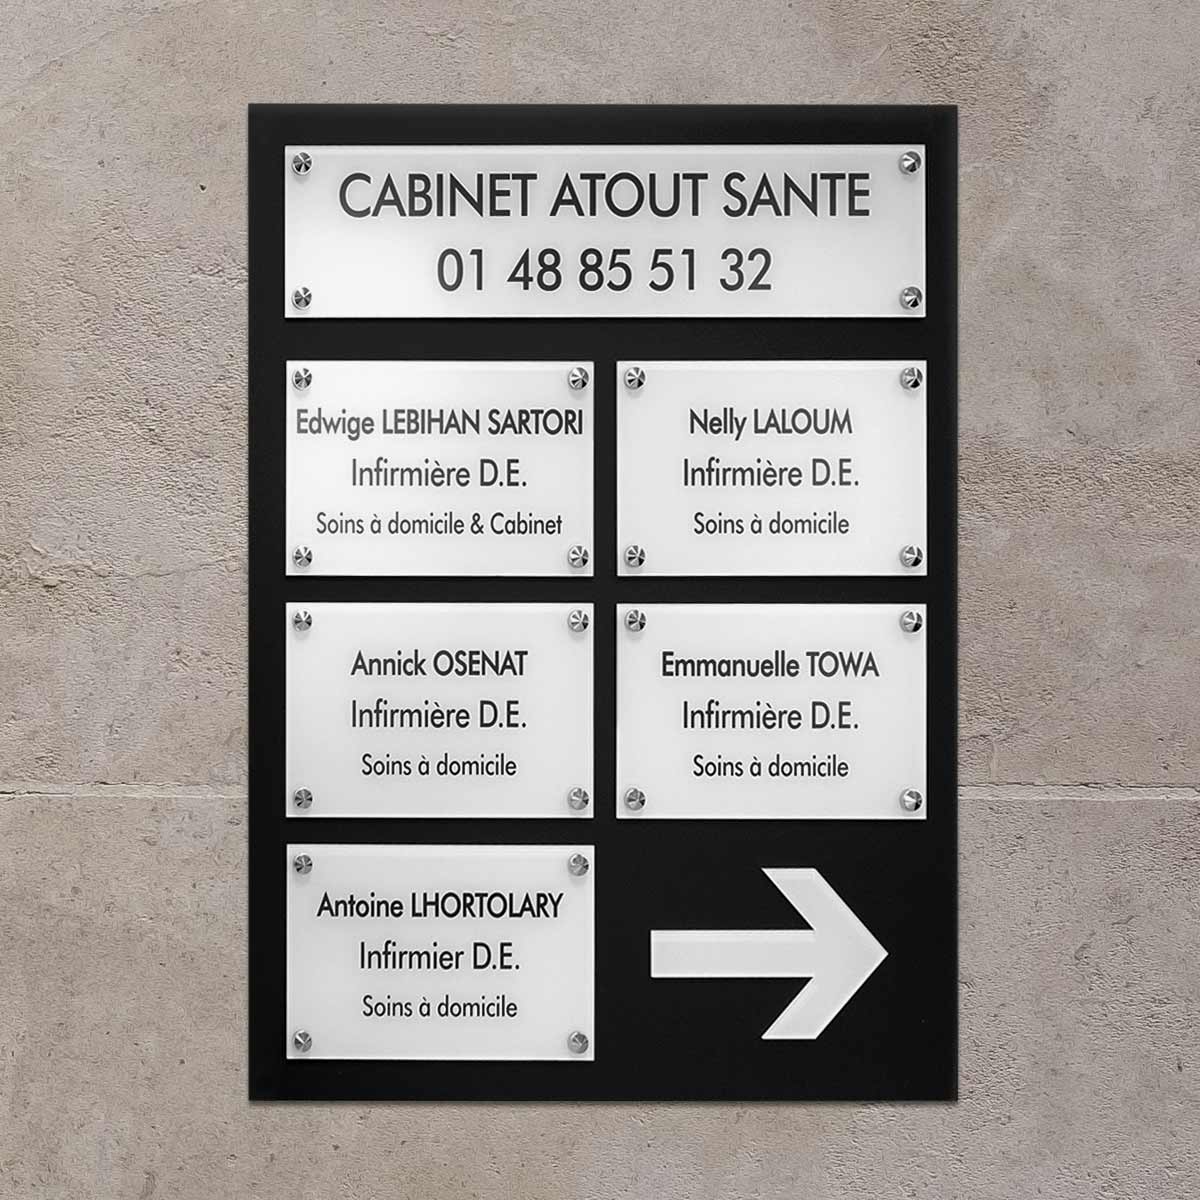 CABINET ATOUT SANTE
01 48 85 51 32
Edwige LEBIHAN SARTORI
Infirmière D.E.
Soins à domicile & Cabinet
Nelly LALOUM
Infirmière D.E.
Soins à domicile
Annick OSENAT
Infirmière D.E.
Soins à domicile
Emmanuelle TOWA
Infirmière D.E.
Soins à domicile
Antoine LHORTOLARY
Infirmier D.E.
Soins à domicile